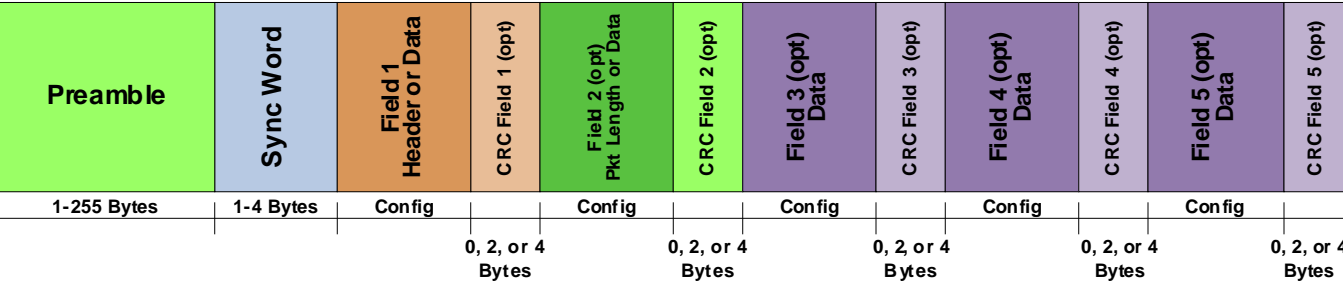 Preamble
Sync Word
Field 1
Header or Data
CRC Field 1 (opt)
Field 2 (opt)
Pkt Length or Data
CRC Field 2 (opt)
Field 3 (opt)
Data
CRC Field 3 (opt)
Field 4 (opt)
Data
CRC Field 4 (opt)
Field 5 (opt)
Data
CRC Field 5 (opt)
1-255 Bytes
1-4 Bytes
Config
Config
Config
Config
Config
0, 2, or 4
Bytes
0, 2, or 4
Bytes
0, 2, or 4
Bytes
0, 2, or 4
Bytes
0, 2, or 4
Bytes